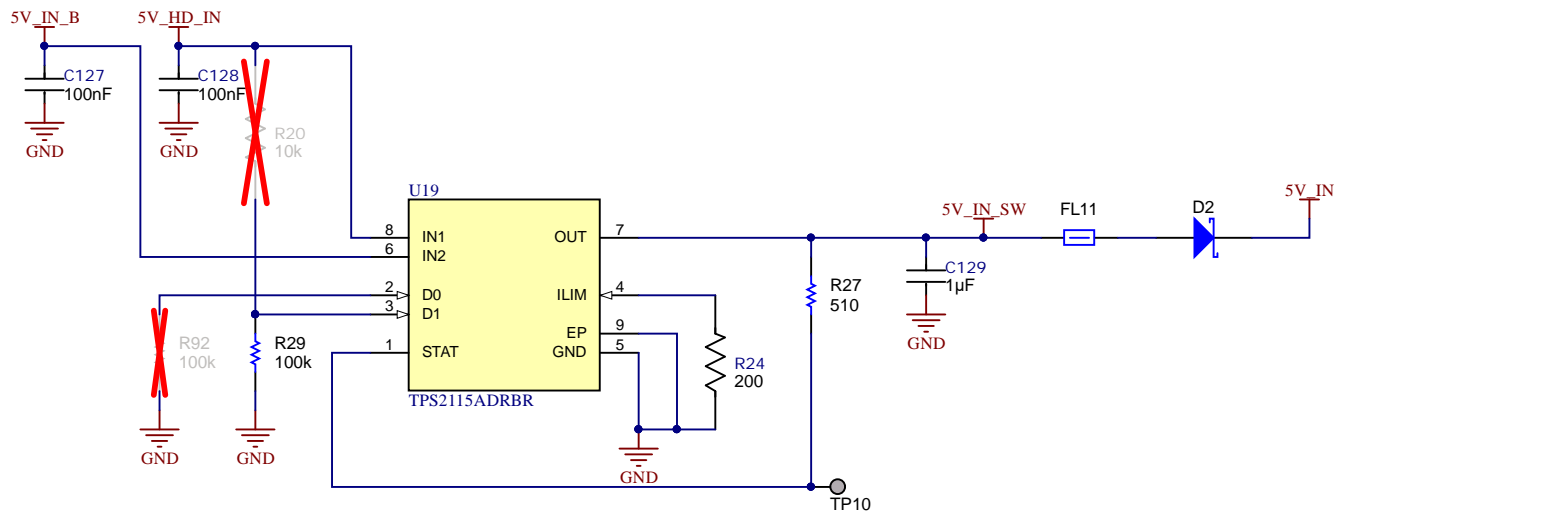 5V_IN_B
5V_HD_IN
C127
100nF
C128
100nF
GND
GND
R20
10k
U19
8
IN1
OUT
7
6
IN2
2
D0
ILIM
4
3
D1
EP
9
1
STAT
GND
5
TPS2115ADRBR
R92
100k
R29
100k
GND
GND
R24
200
GND
R27
510
5V_IN_SW
C129
1µF
GND
FL11
D2
5V_IN
TP10